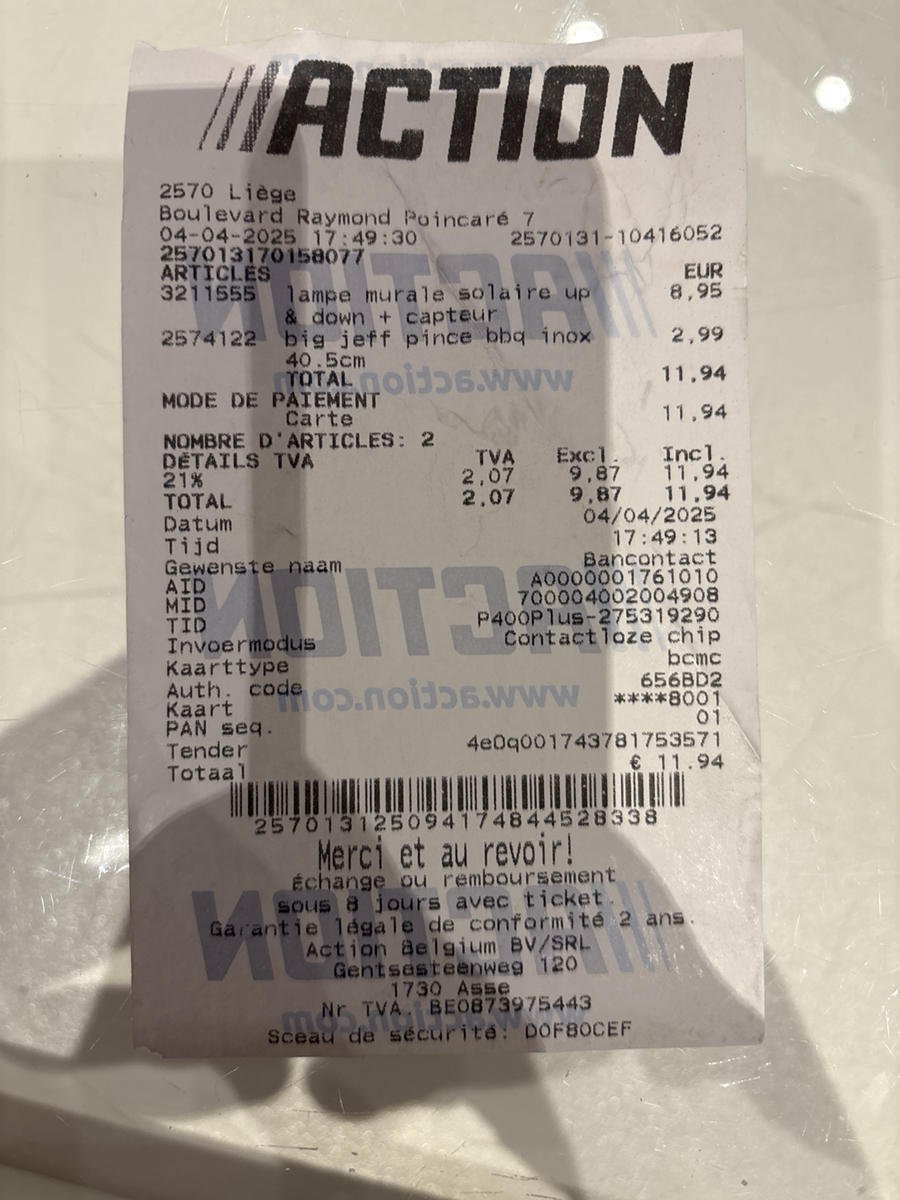 ACTION
2570 Liège
Boulevard Raymond Poincaré 7
04-04-2025 17:49:30 2570131-10416052
257013170158077
ARTICLES EUR
3211555 lampe murale solaire up 8,95
& down + capteur
2574122 big jeff pince bbq inox 2,99
40.5cm
TOTAL 11,94
MODE DE PAIEMENT
Carte 11,94
NOMBRE D'ARTICLES: 2
DÉTAILS TVA TVA Excl. Incl.
21% 2,07 9,87 11,94
TOTAL 2,07 9,87 11,94
Datum 04/04/2025
Tijd 17:49:13
Gewenste naam Bancontact
AID A0000001761010
MID 700004002004908
TID P400Plus-275319290
Invoermodus Contactloze chip
Kaarttype bcmc
Auth. code 656BD2
Kaart ****8001
PAN seq. 01
Tender 4e0q001743781753571
Totaal € 11.94
257013125094174844528338
Merci et au revoir!
Échange ou remboursement
sous 8 jours avec ticket.
Garantie légale de conformité 2 ans.
Action Belgium BV/SRL
Gentsesteenweg 120
1730 Asse
Nr TVA. BE0873975443
Sceau de sécurité: D0F80CEF